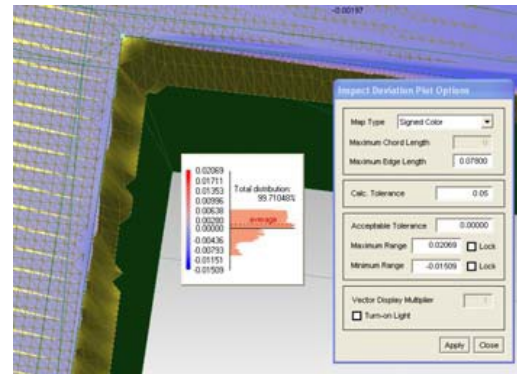 -0.00197
Inspect Deviation Plot Options
Map Type Signed Color
Maximum Chord Length 0
Maximum Edge Length 0.07800
Calc. Tolerance 0.05
Acceptable Tolerance 0.00000
Maximum Range 0.02069 Lock
Minimum Range -0.01509 Lock
Vector Display Multiplier
Turn-on Light
Apply Close
0.02069
0.01711
0.01353
0.00996
0.00638
0.00280
0.00000
-0.00436
-0.00793
-0.01151
-0.01509
Total distribution:
99.71048%
average